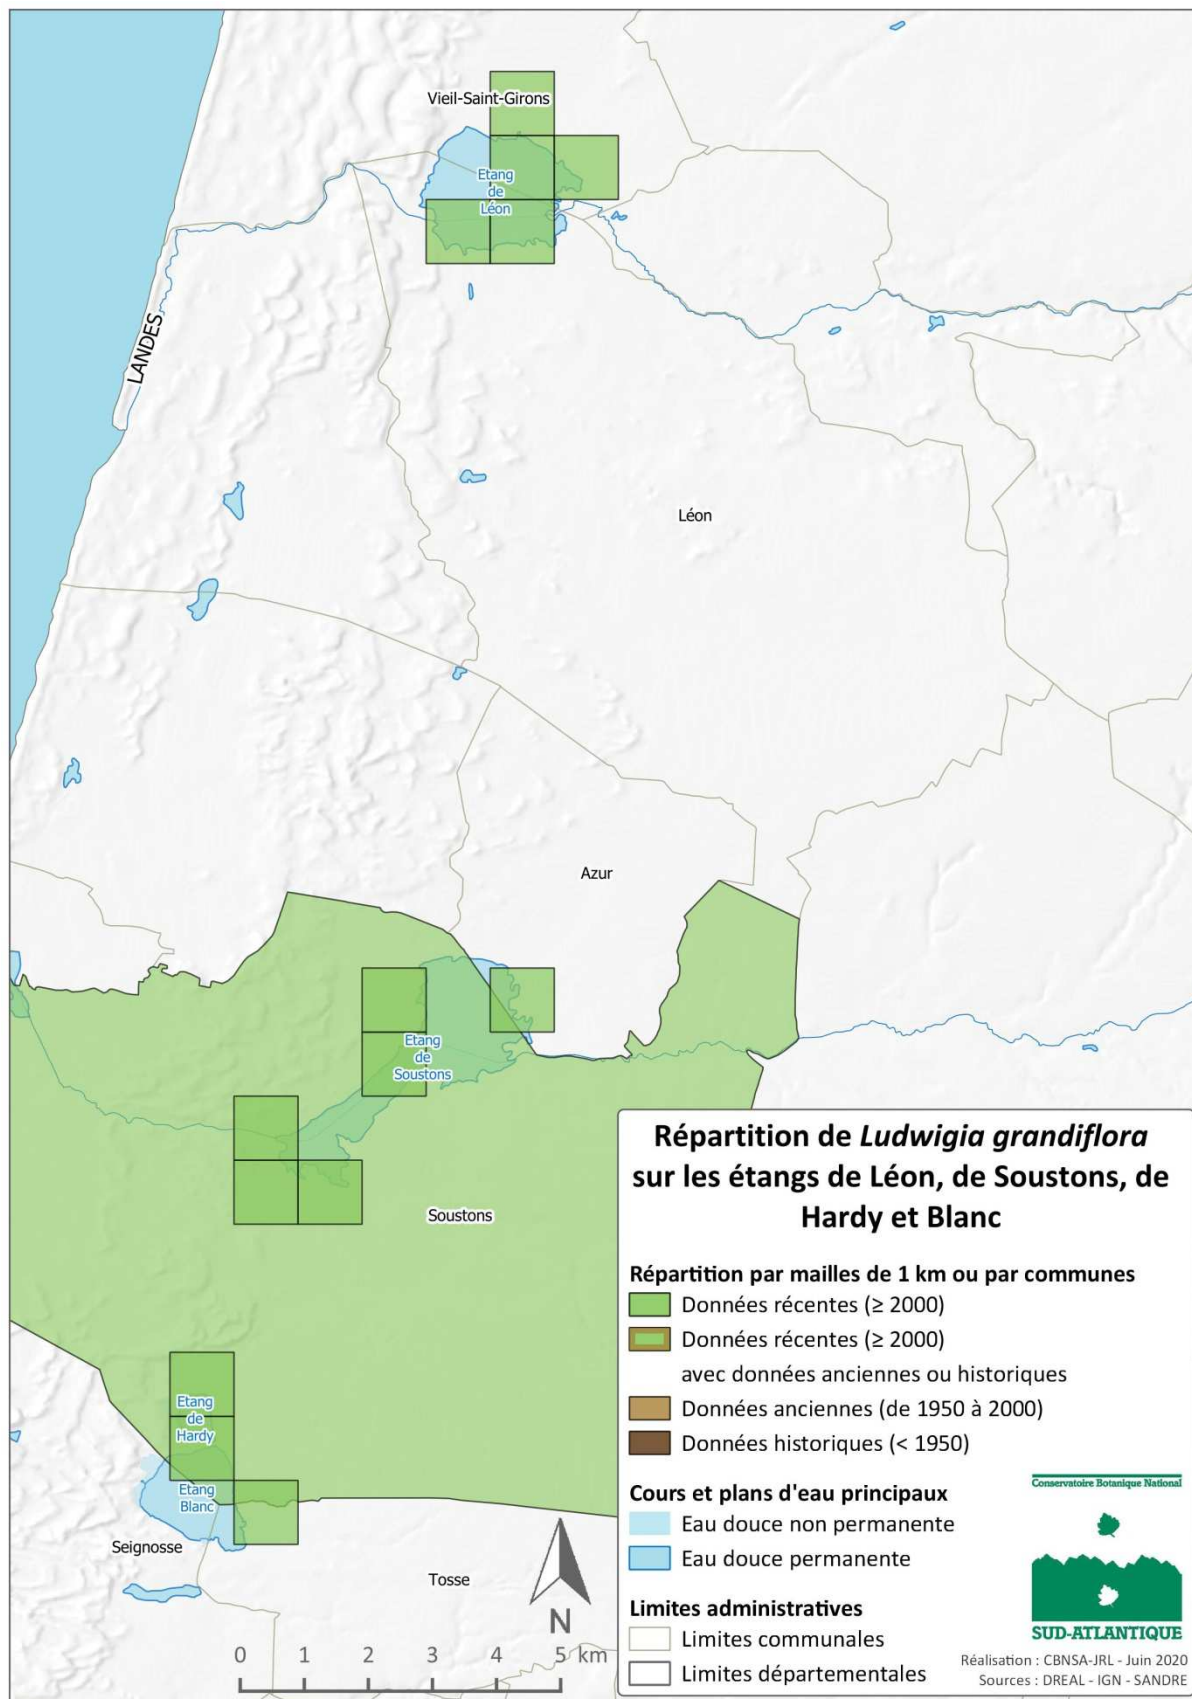 Vieil-Saint-Girons
Etang
de
Léon
LANDES
Léon
Azur
Etang
de
Soustons
Soustons
Etang
de
Hardy
Etang
Blanc
Seignosse
Tosse
N
0 1 2 3 4 5 km
Répartition de Ludwigia grandiflora
sur les étangs de Léon, de Soustons, de
Hardy et Blanc
Répartition par mailles de 1 km ou par communes
Données récentes (≥ 2000)
Données récentes (≥ 2000)
avec données anciennes ou historiques
Données anciennes (de 1950 à 2000)
Données historiques (< 1950)
Cours et plans d'eau principaux
Eau douce non permanente
Eau douce permanente
Limites administratives
Limites communales
Limites départementales
Conservatoire Botanique National
SUD-ATLANTIQUE
Réalisation : CBNSA-JRL - Juin 2020
Sources : DREAL - IGN - SANDRE